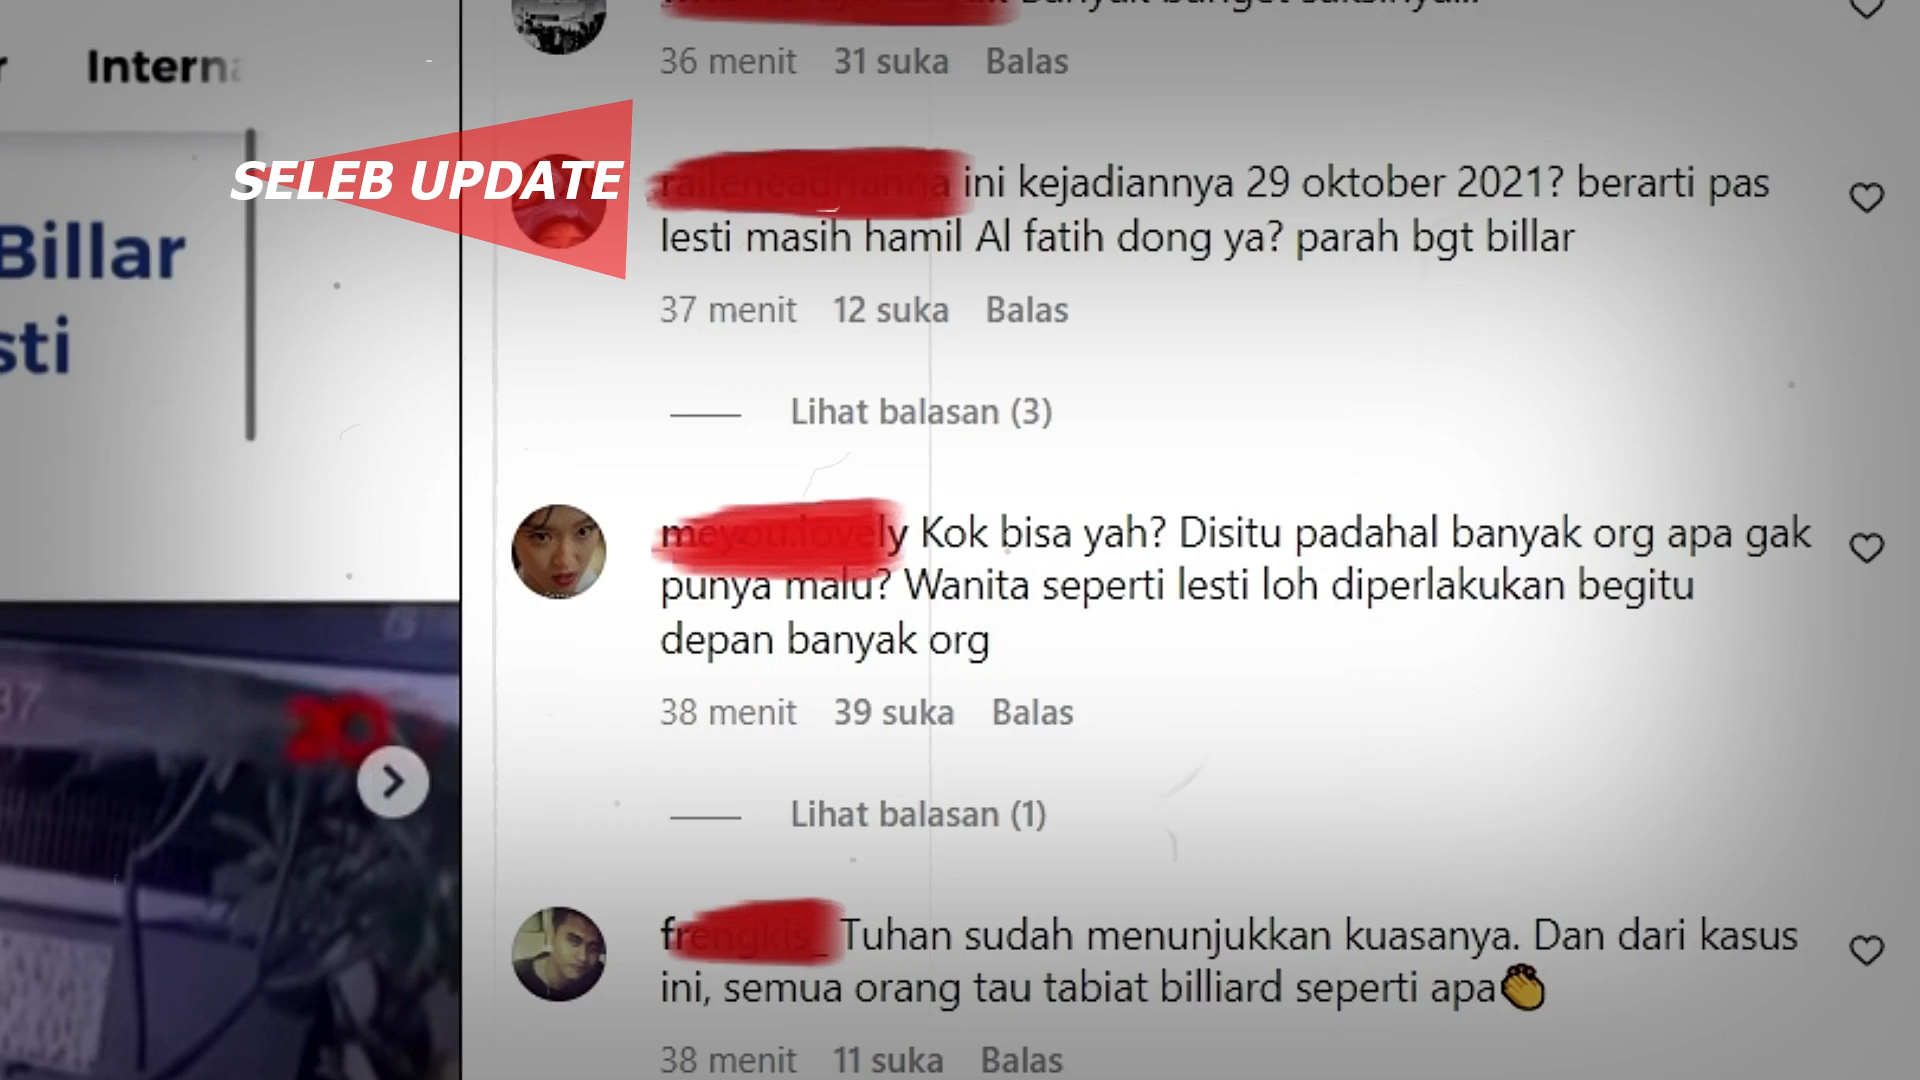 Intern
SELEB UPDATE
Billar
sti
37
36 menit 31 suka Balas
ini kejadiannya 29 oktober 2021? berarti pas
lesti masih hamil Al fatih dong ya? parah bgt billar
37 menit 12 suka Balas
Lihat balasan (3)
Kok bisa yah? Disitu padahal banyak org apa gak
punya malu? Wanita seperti lesti loh diperlakukan begitu
depan banyak org
38 menit 39 suka Balas
Lihat balasan (1)
Tuhan sudah menunjukkan kuasanya. Dan dari kasus
ini, semua orang tau tabiat billiard seperti apa👏
38 menit 11 suka Balas